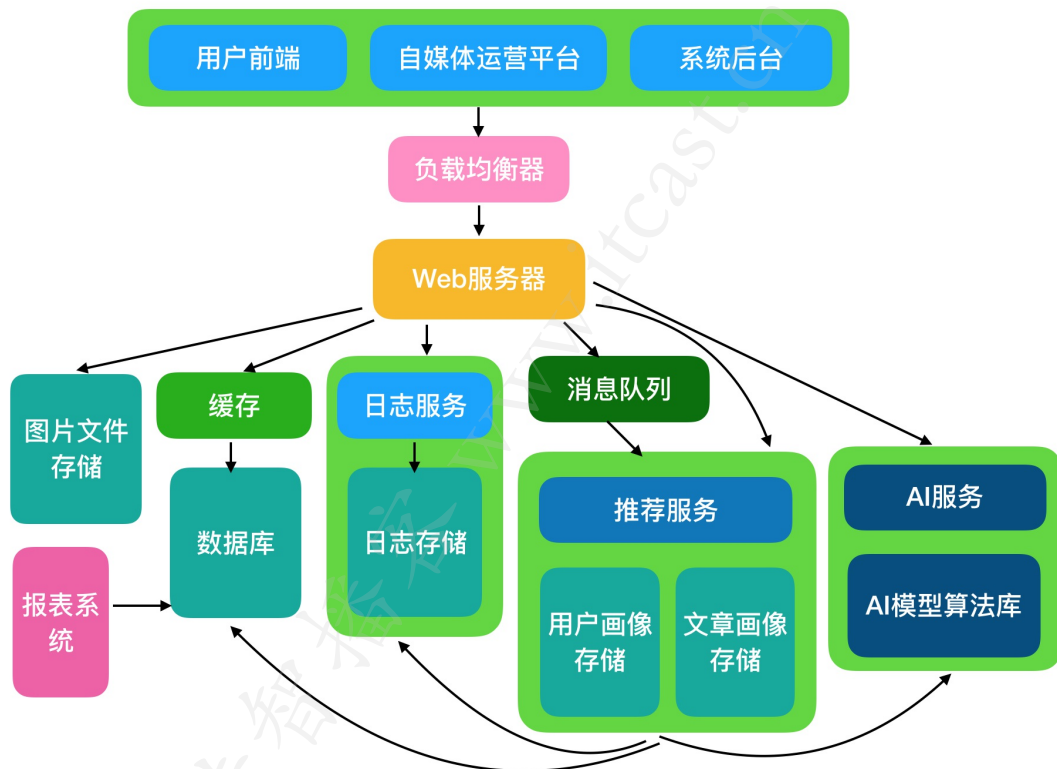 用户前端
自媒体运营平台
系统后台
负载均衡器
Web服务器
图片文件
存储
缓存
日志服务
消息队列
数据库
日志存储
推荐服务
AI服务
报表系
统
用户画像
存储
文章画像
存储
AI模型算法库
www.itcast.cn